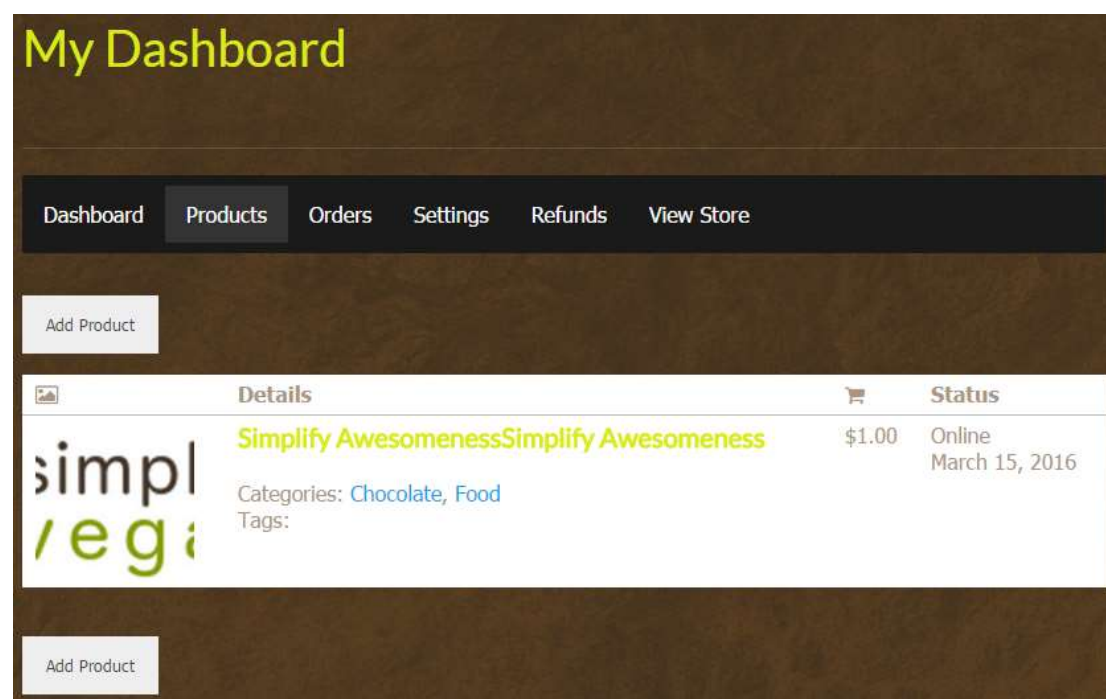 My Dashboard
Dashboard Products Orders Settings Refunds View Store
Add Product
Details Status
Simplify AwesomenessSimplify Awesomeness $1.00 Online
March 15, 2016
Categories: Chocolate, Food
Tags:
simpl
vega
Add Product